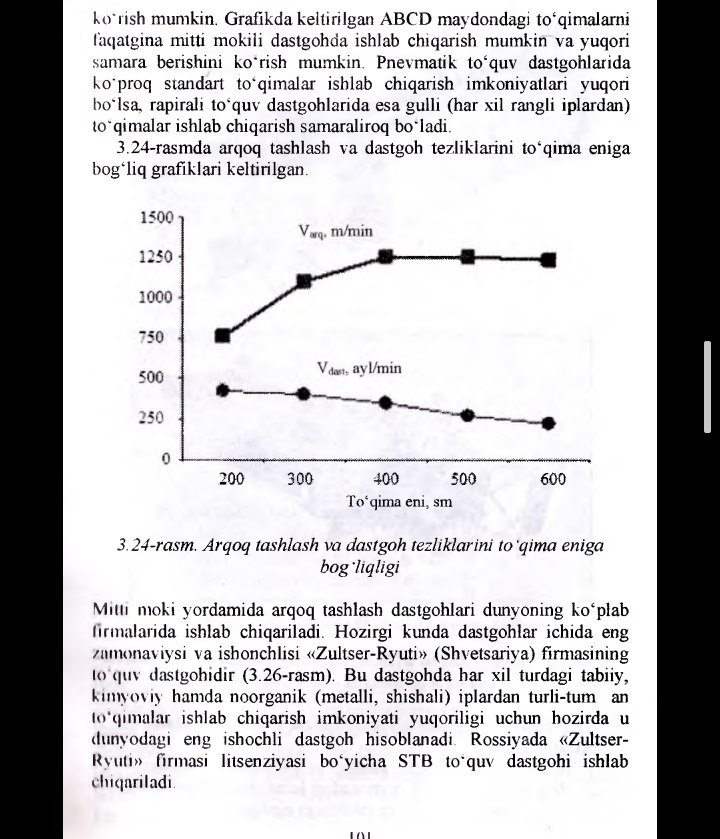 ko‘rish mumkin. Grafikda keltirilgan ABCD maydondagi to‘qimalarni
faqatgina mitti mokili dastgohda ishlab chiqarish mumkin va yuqori
samara berishini ko‘rish mumkin. Pnevmatik to‘quv dastgohlarida
ko‘proq standart to‘qimalar ishlab chiqarish imkoniyatlari yuqori
bo‘lsa, rapirali to‘quv dastgohlarida esa gulli (har xil rangli iplardan)
to‘qimalar ishlab chiqarish samaraliroq bo‘ladi.
3.24-rasmda arqoq tashlash va dastgoh tezliklarini to‘qima eniga
bog‘liq grafiklari keltirilgan.
1500
Varq, m/min
1250
1000
750
Vdast, ayl/min
500
250
0
200 300 400 500 600
To‘qima eni, sm
3.24-rasm. Arqoq tashlash va dastgoh tezliklarini to‘qima eniga
bog‘liqligi
Mitti moki yordamida arqoq tashlash dastgohlari dunyoning ko‘plab
firmalarida ishlab chiqariladi. Hozirgi kunda dastgohlar ichida eng
zamonaviysi va ishonchlisi «Zultser-Ryuti» (Shvetsariya) firmasining
to‘quv dastgohidir (3.26-rasm). Bu dastgohda har xil turdagi tabiiy,
kimyoviy hamda noorganik (metalli, shishali) iplardan turli-tum an
to‘qimalar ishlab chiqarish imkoniyati yuqoriligi uchun hozirda u
dunyodagi eng ishochli dastgoh hisoblanadi. Rossiyada «Zultser-
Ryuti» firmasi litsenziyasi bo‘yicha STB to‘quv dastgohi ishlab
chiqariladi.
101